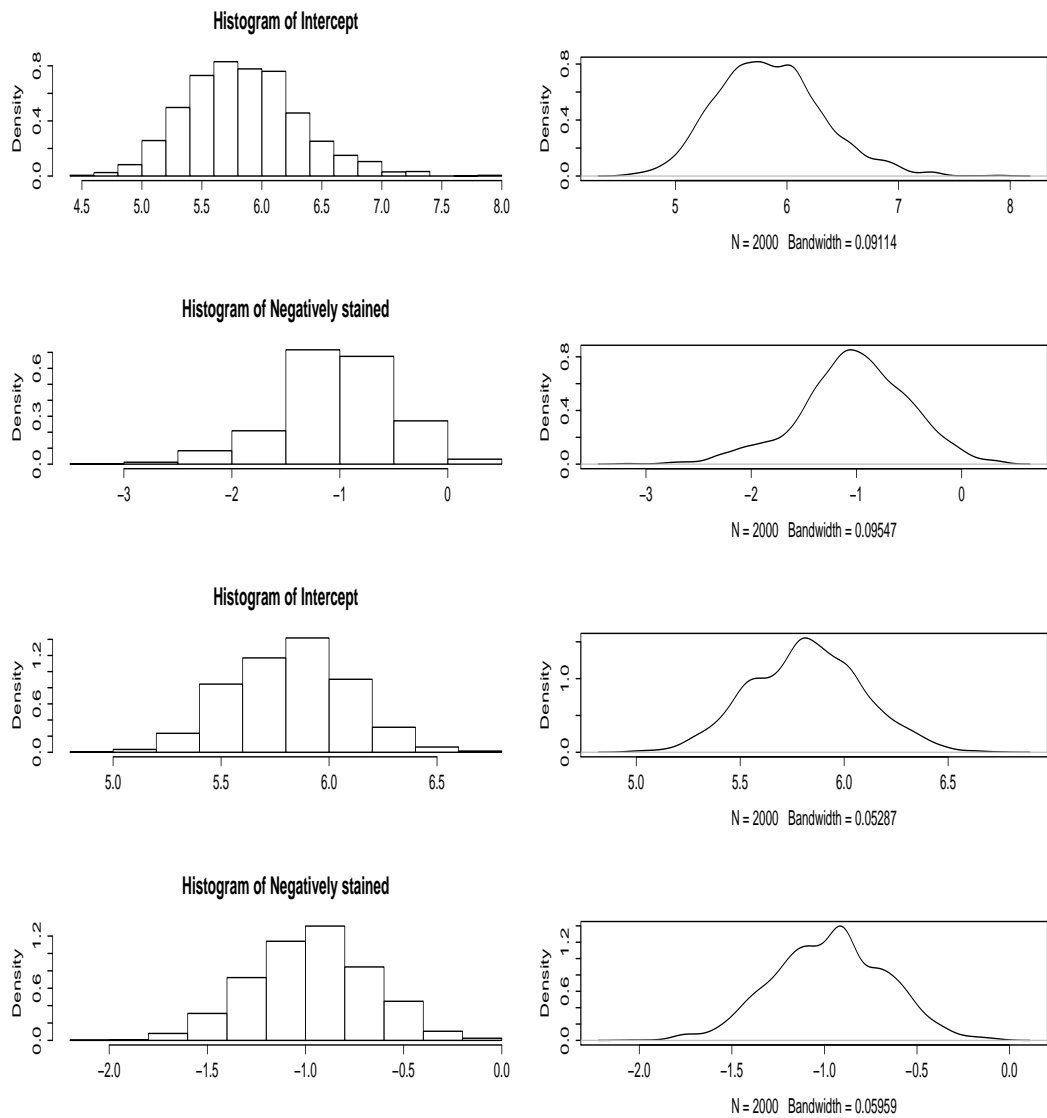 Histogram of Intercept
Density
0.0 0.4 0.8
4.5 5.0 5.5 6.0 6.5 7.0 7.5 8.0
Density
0.0 0.4 0.8
5 6 7 8
N = 2000 Bandwidth = 0.09114
Histogram of Negatively stained
Density
0.0 0.3 0.6
−3 −2 −1 0
Density
0.0 0.4 0.8
−3 −2 −1 0
N = 2000 Bandwidth = 0.09547
Histogram of Intercept
Density
0.0 0.6 1.2
5.0 5.5 6.0 6.5
Density
0.0 1.0
5.0 5.5 6.0 6.5
N = 2000 Bandwidth = 0.05287
Histogram of Negatively stained
Density
0.0 0.6 1.2
−2.0 −1.5 −1.0 −0.5 0.0
Density
0.0 0.6 1.2
−2.0 −1.5 −1.0 −0.5 0.0
N = 2000 Bandwidth = 0.05959